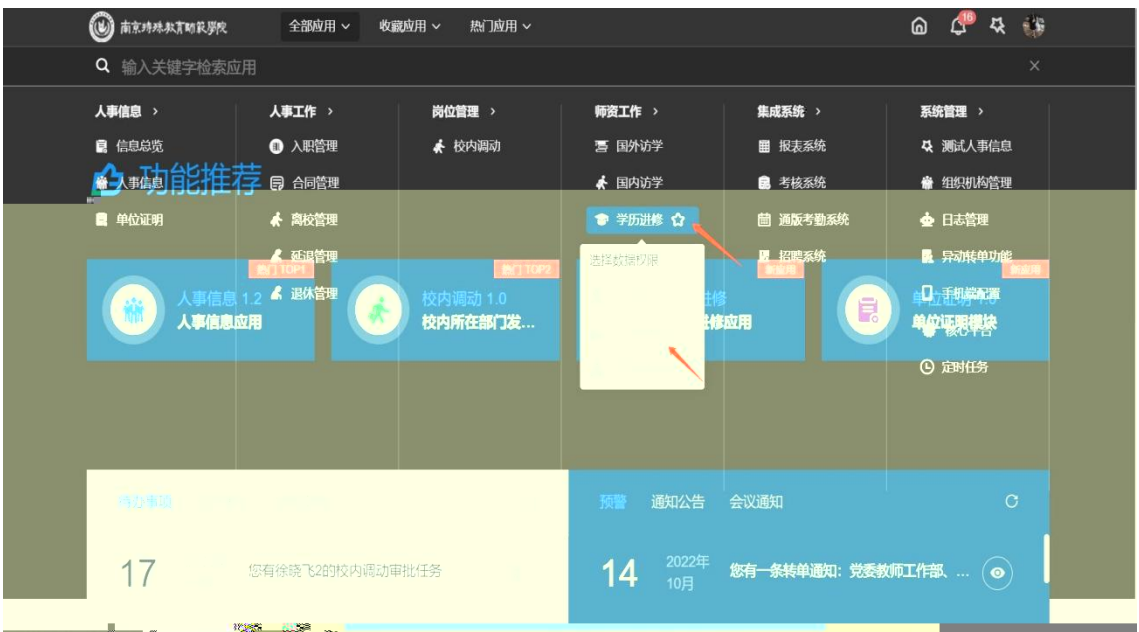 南京特殊教育师范学院 全部应用 收藏应用 热门应用 16
输入关键字检索应用
人事信息 人事工作 岗位管理 师资工作 集成系统 系统管理
信息总览 入职管理 校内调动 国外访学 报表系统 测试人事信息
功能推荐
人事信息 合同管理 国内访学 考核系统 组织机构管理
单位证明 离校管理 学历进修 通版考勤系统 日志管理
延退管理 选择数据权限 招聘系统 异动转单功能
热门 TOP1 热门 TOP2 新应用 新应用
退休管理 手机端配置
人事信息 1.2 校内调动 1.0 进修 单位证明 1.0
人事信息应用 校内所在部门发... 进修应用 单位证明模块
核心平台
定时任务
待办事项 预警 通知公告 会议通知
17 您有徐晓飞2的校内调动审批任务 14 2022年
10月 您有一条转单通知：党委教师工作部、...